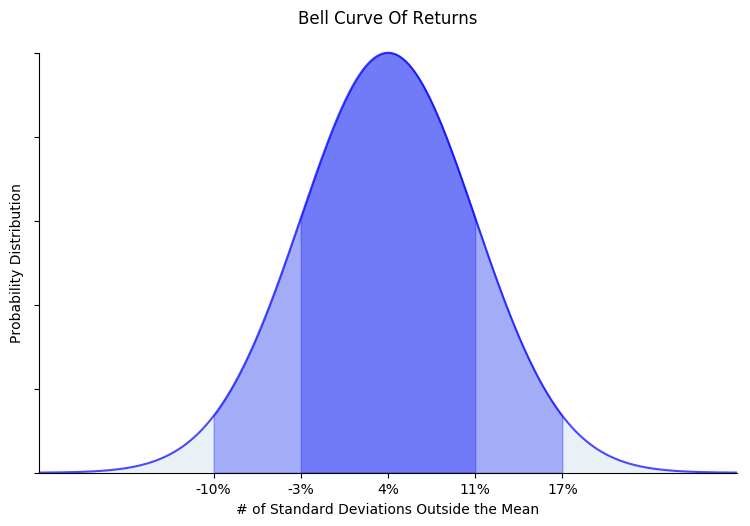 Bell Curve Of Returns
Probability Distribution
-10% -3% 4% 11% 17%
# of Standard Deviations Outside the Mean